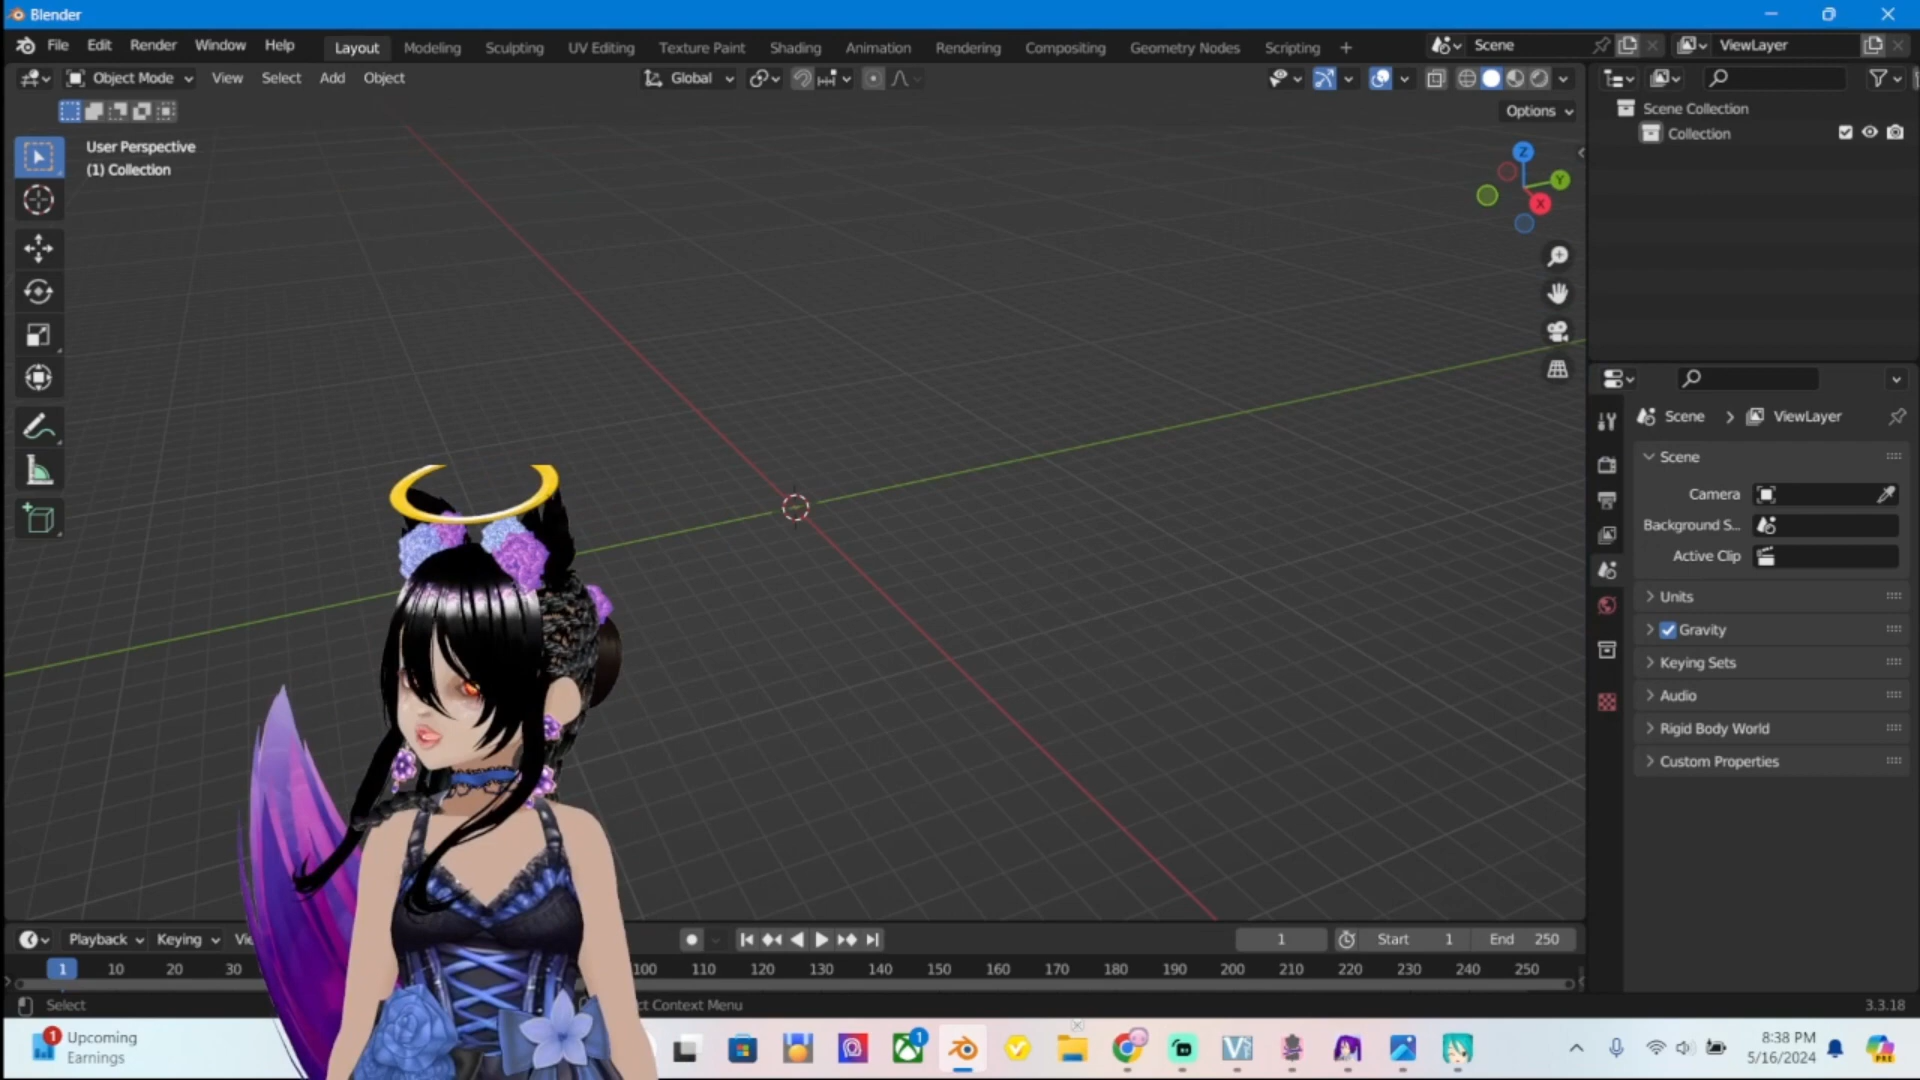 Blender
File Edit Render Window Help Layout Modeling Sculpting UV Editing Texture Paint Shading Animation Rendering Compositing Geometry Nodes Scripting + Scene ViewLayer
Object Mode View Select Add Object Global
Options
User Perspective
(1) Collection
Z
Y
X
Scene Collection
Collection
Scene > ViewLayer
Scene
Camera
Background S...
Active Clip
Units
Gravity
Keying Sets
Audio
Rigid Body World
Custom Properties
Playback Keying 1 Start 1 End 250
1 10 20 30 100 110 120 130 140 150 160 170 180 190 200 210 220 230 240 250
Select ct Context Menu 3.3.18
1 Upcoming
Earnings
1
8:38 PM
5/16/2024
PRE